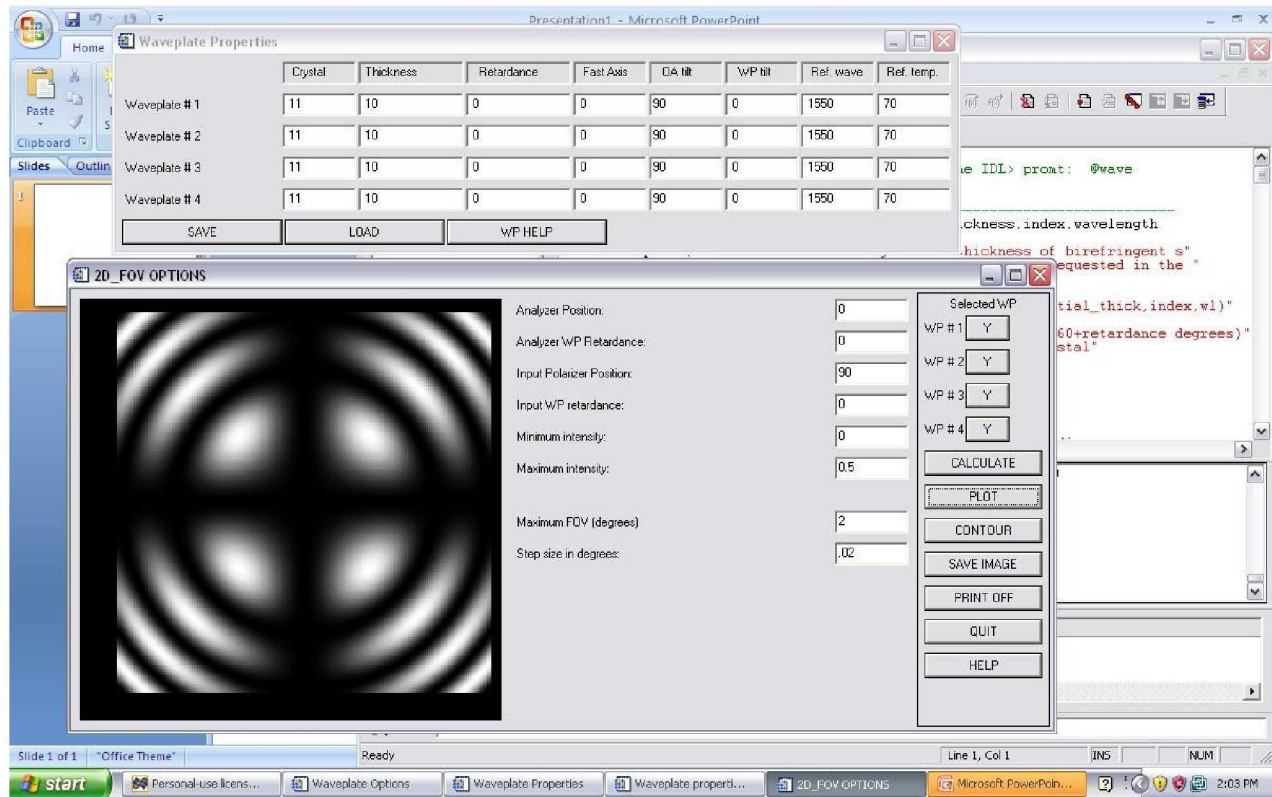 Presentation1 - Microsoft PowerPoint
Home
Waveplate Properties
Paste
Clipboard
Slides Outlin
1
Crystal Thickness Retardance Fast Axis OA tilt WP tilt Ref. wave Ref. temp.
Waveplate # 1 11 10 0 0 90 0 1550 70
Waveplate # 2 11 10 0 0 90 0 1550 70
Waveplate # 3 11 10 0 0 90 0 1550 70
Waveplate # 4 11 10 0 0 90 0 1550 70
SAVE LOAD WP HELP
IDL> promt: @wave
ckness,index,wavelength
hickness of birefringent s"
equested in the "
tial_thick,index,wl)"
60+retardance degrees)"
stal"
2D_FOV OPTIONS
Analyzer Position: 0
Analyzer WP Retardance: 0
Input Polarizer Position: 90
Input WP retardance: 0
Minimum intensity: 0
Maximum intensity: 0.5
Maximum FOV (degrees) 2
Step size in degrees: .02
Selected WP
WP # 1 Y
WP # 2 Y
WP # 3 Y
WP # 4 Y
CALCULATE
PLOT
CONTOUR
SAVE IMAGE
PRINT OFF
QUIT
HELP
Slide 1 of 1 "Office Theme"
Ready Line 1, Col 1 INS NUM
start Personal-use licens... Waveplate Options Waveplate Properties Waveplate properti... 2D_FOV OPTIONS Microsoft PowerPoin... 2:03 PM